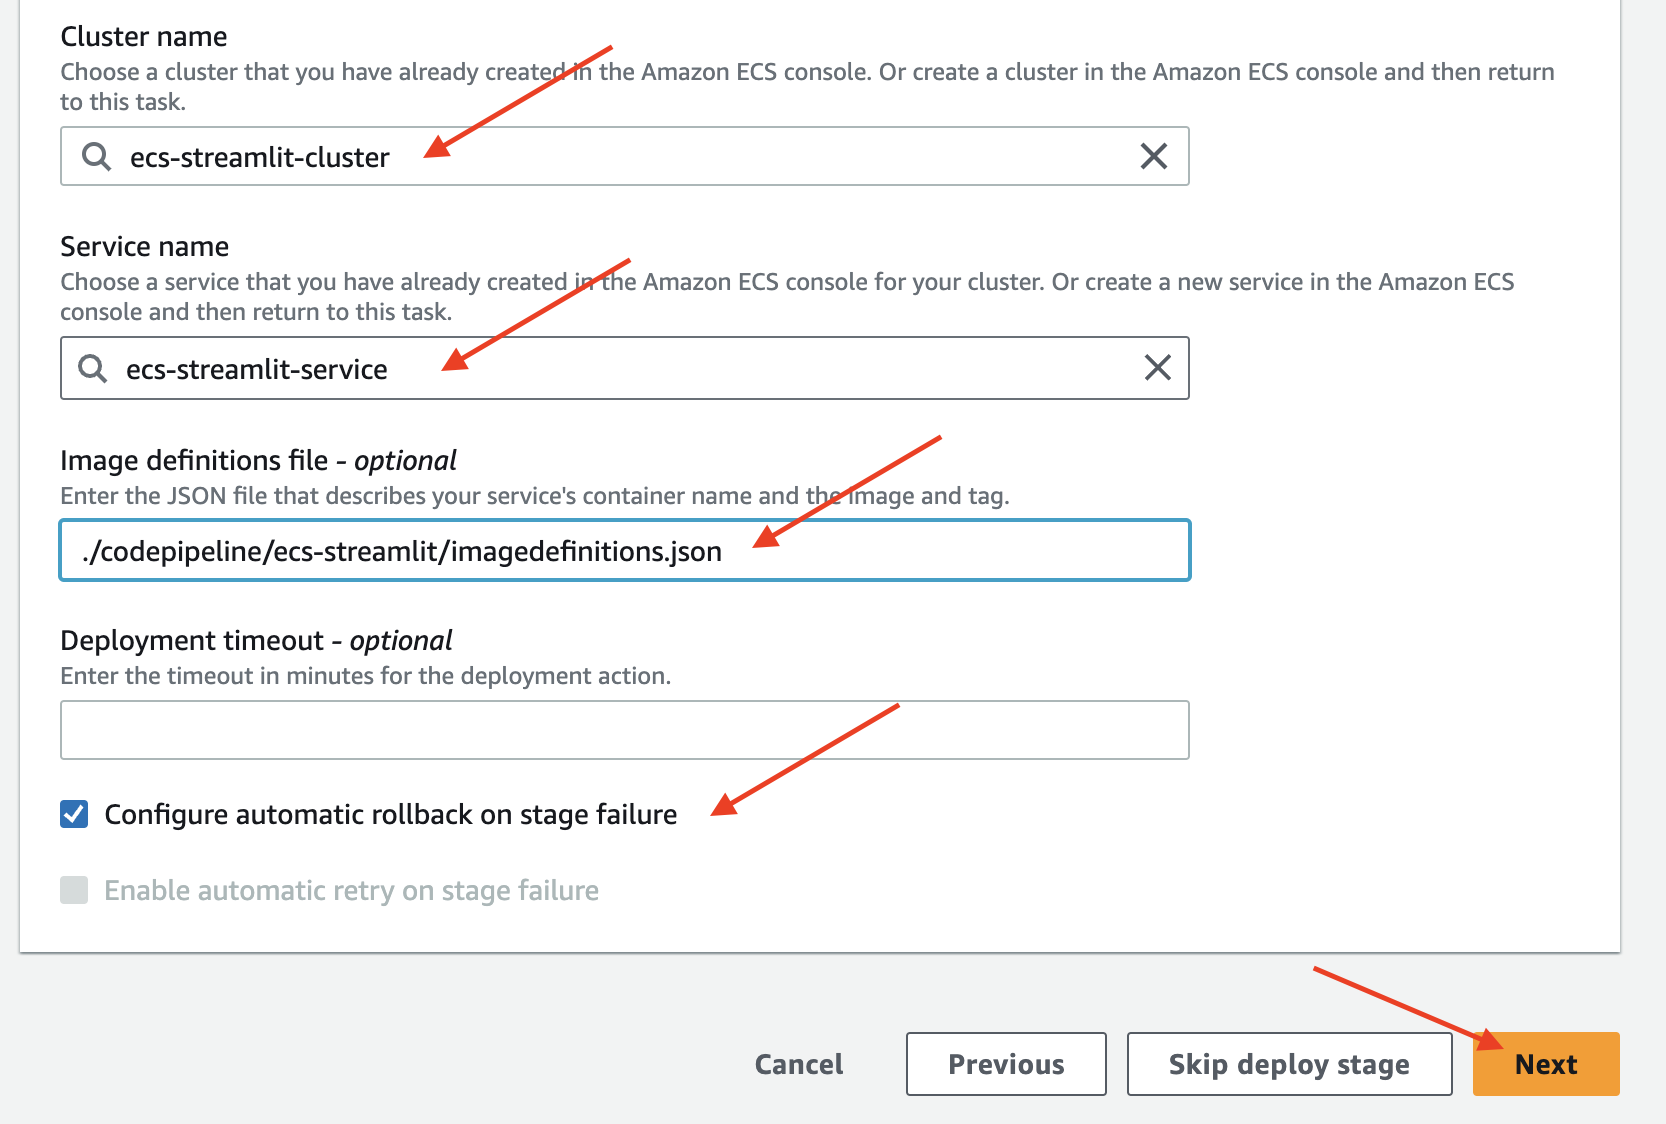 Cluster name
Choose a cluster that you have already created in the Amazon ECS console. Or create a cluster in the Amazon ECS console and then return
to this task.
ecs-streamlit-cluster
Service name
Choose a service that you have already created in the Amazon ECS console for your cluster. Or create a new service in the Amazon ECS
console and then return to this task.
ecs-streamlit-service
Image definitions file - optional
Enter the JSON file that describes your service's container name and the image and tag.
./codepipeline/ecs-streamlit/imagedefinitions.json
Deployment timeout - optional
Enter the timeout in minutes for the deployment action.
Configure automatic rollback on stage failure
Enable automatic retry on stage failure
Cancel Previous Skip deploy stage Next